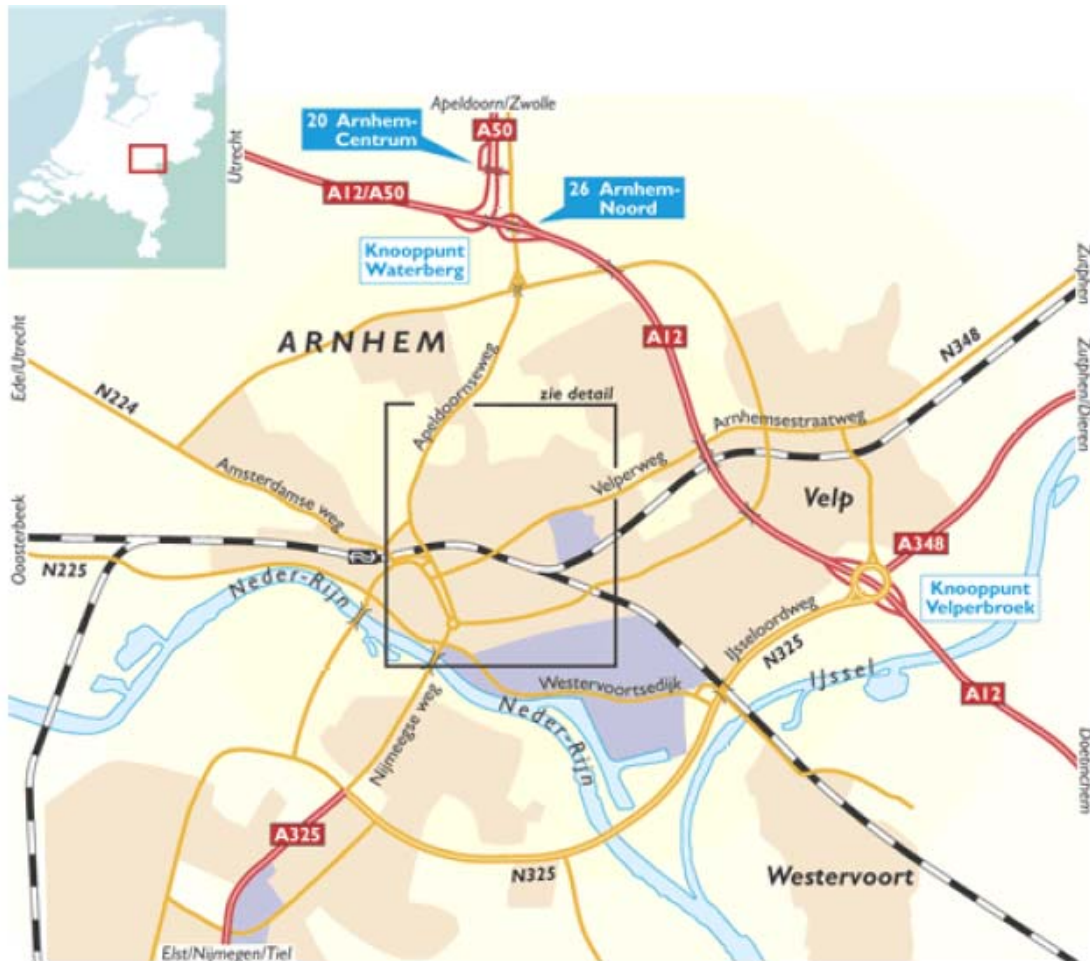 Apeldoorn/Zwolle
20 Arnhem-
Centrum
A50
Utrecht
A12/A50
26 Arnhem-
Noord
Knooppunt
Waterberg
Zutphen
ARNHEM
A12
N348
Ede/Utrecht
N224
Apeldoornseweg
zie detail
Zutphen/Dieren
Arnhemsestraatweg
Amsterdamse weg
Velperweg
Velp
Ooosterbeek
N225
A348
Neder-Rijn
Knooppunt
Velperbroek
IJsseloordweg
N325
IJssel
Westervoortsedijk
A12
Neder-Rijn
Nijmeegse weg
Doetinchem
A325
N325
Westervoort
Elst/Nijmegen/Tiel